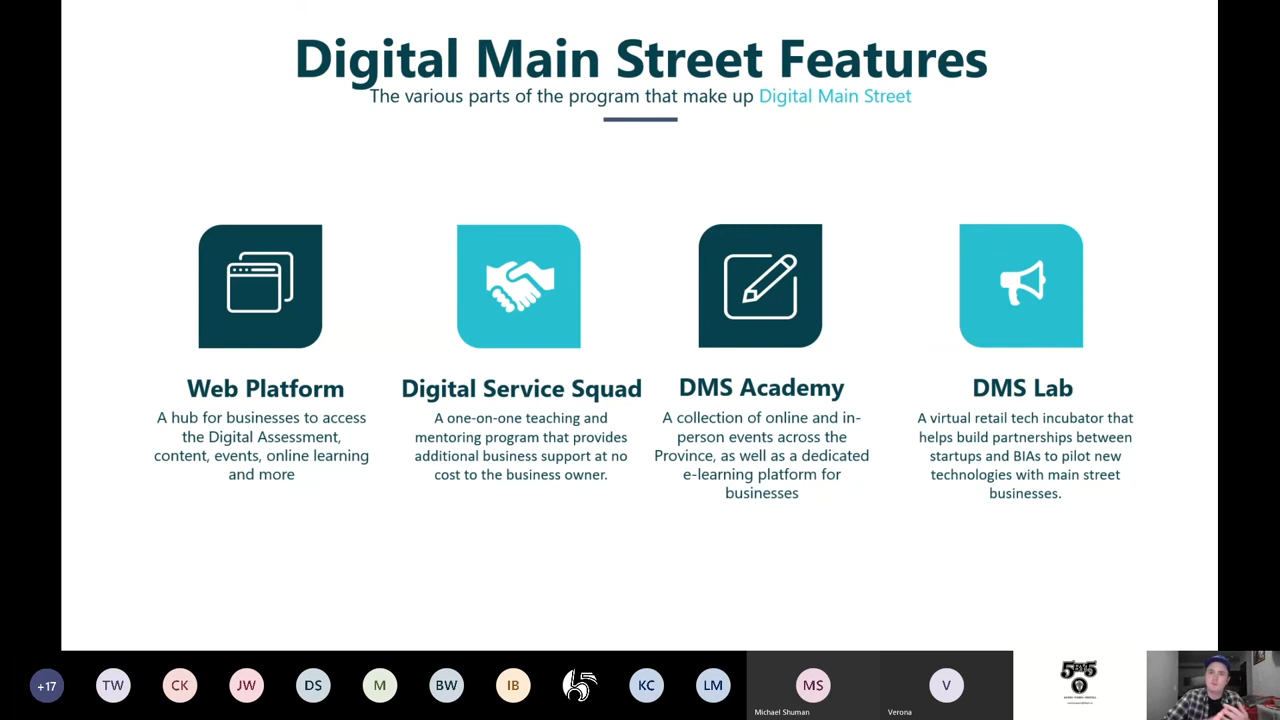 Digital Main Street Features
The various parts of the program that make up Digital Main Street
Web Platform
A hub for businesses to access
the Digital Assessment,
content, events, online learning
and more
Digital Service Squad
A one-on-one teaching and
mentoring program that provides
additional business support at no
cost to the business owner.
DMS Academy
A collection of online and in-
person events across the
Province, as well as a dedicated
e-learning platform for
businesses
DMS Lab
A virtual retail tech incubator that
helps build partnerships between
startups and BIAs to pilot new
technologies with main street
businesses.
+17
TW
CK
JW
DS
M
BW
IB
KC
LM
MS
Michael Shuman
V
Verona
5 BY 5